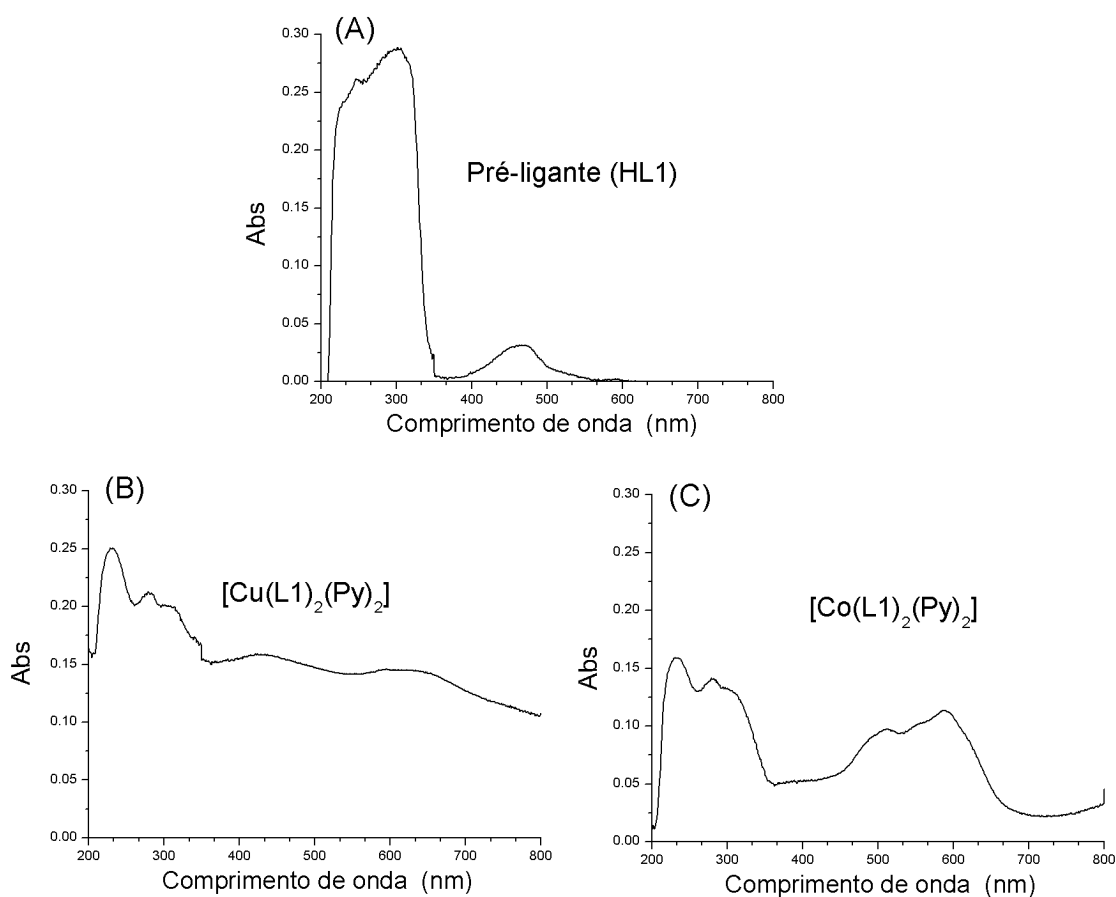 (A)
0.30
0.25
0.20
0.15
0.10
0.05
0.00
Abs
Pré-ligante (HL1)
200 300 400 500 600 700 800
Comprimento de onda (nm)
(B)
0.30
0.25
0.20
0.15
0.10
0.05
0.00
Abs
[Cu(L1)₂(Py)₂]
200 300 400 500 600 700 800
Comprimento de onda (nm)
(C)
0.30
0.25
0.20
0.15
0.10
0.05
0.00
Abs
[Co(L1)₂(Py)₂]
200 300 400 500 600 700 800
Comprimento de onda (nm)